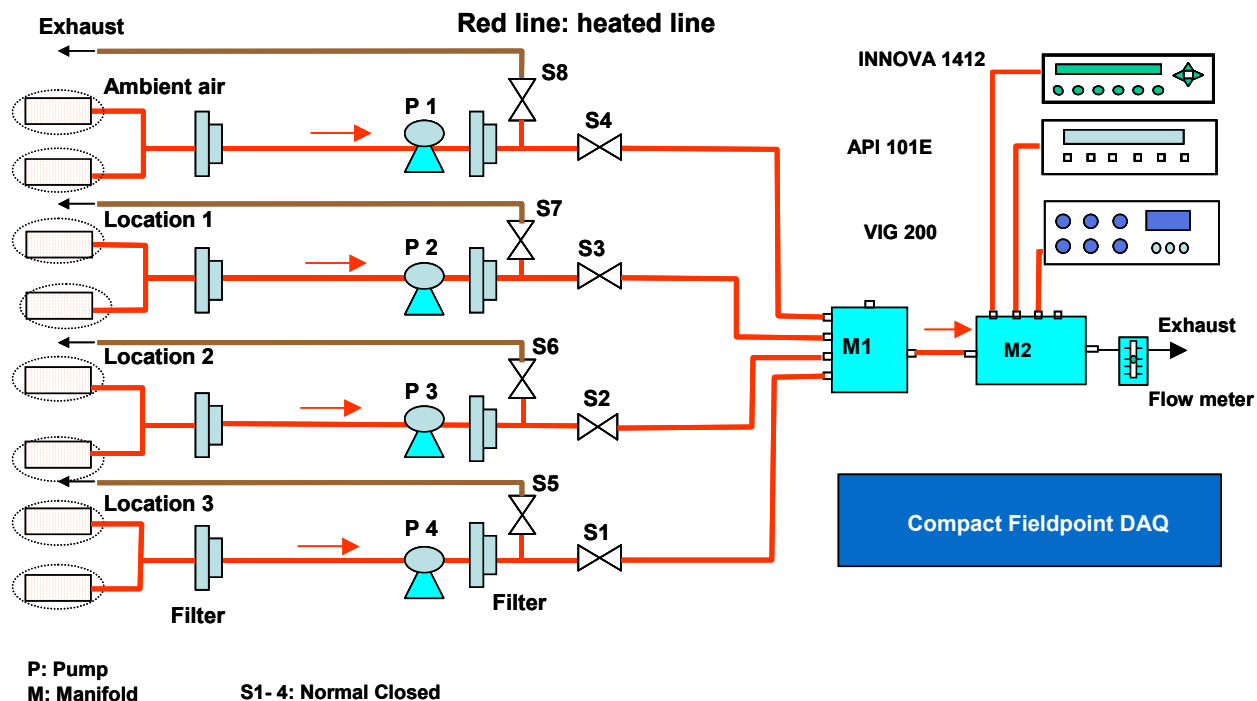 Red line: heated line
Exhaust
INNOVA 1412
S8
Ambient air
P 1
S4
API 101E
Location 1
S7
P 2
S3
VIG 200
Location 2
S6
P 3
S2
M1
M2
Exhaust
Flow meter
Location 3
S5
P 4
S1
Compact Fieldpoint DAQ
Filter
Filter
P: Pump
M: Manifold
S1- 4: Normal Closed